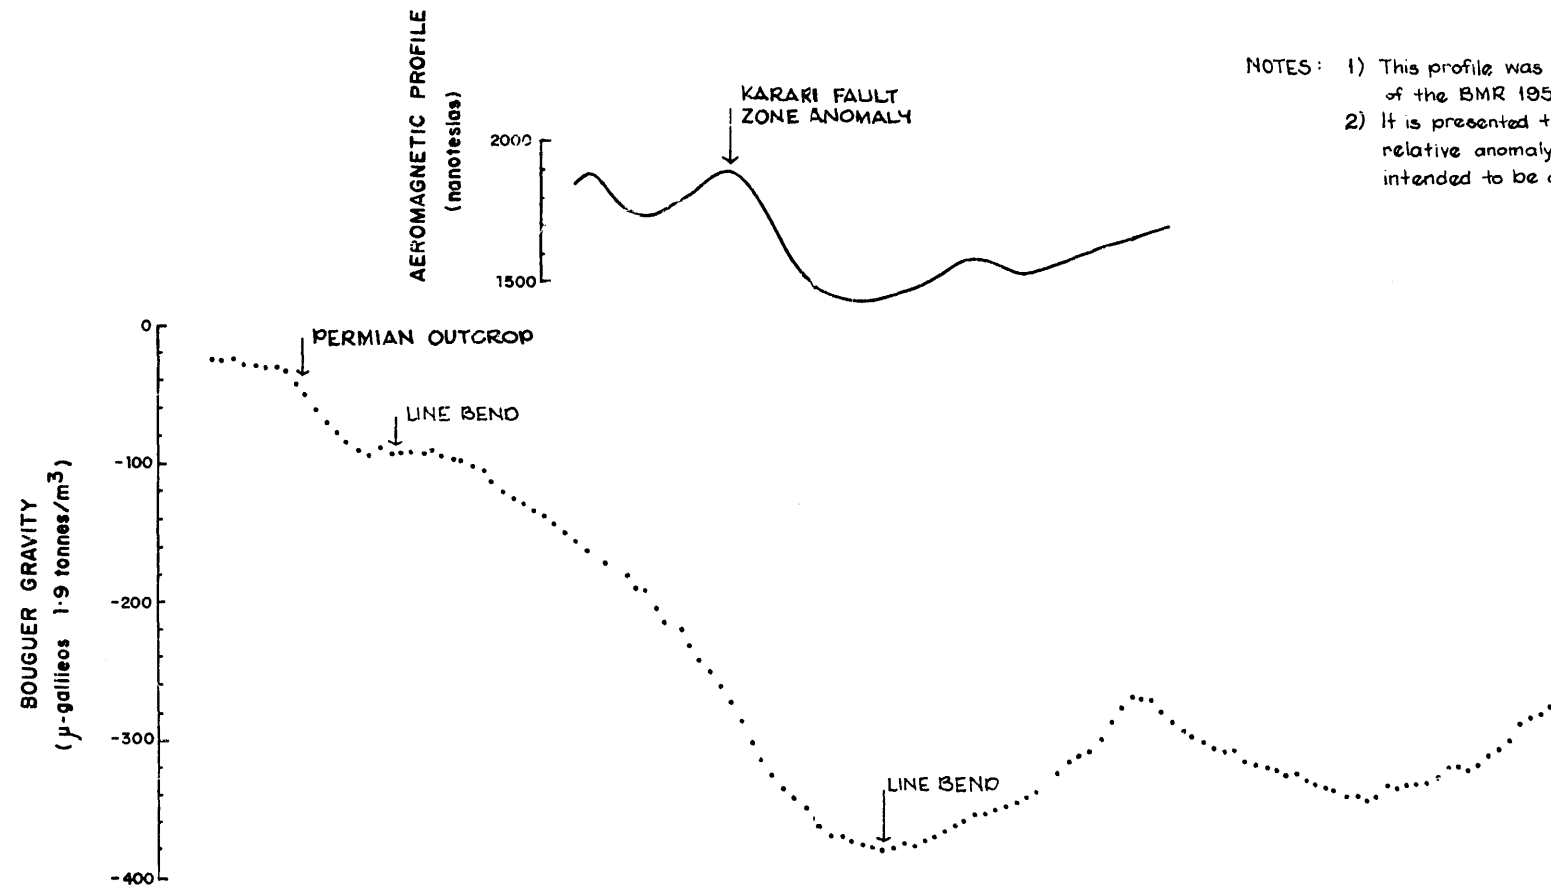 AEROMAGNETIC PROFILE
(nanoteslas)
2000
1500
KARARI FAULT
ZONE ANOMALY
NOTES: 1) This profile was
of the BMR 195
2) It is presented t
relative anomaly
intended to be
BOUGUER GRAVITY
(µ-gallieos 1·9 tonnes/m³)
0
-100
-200
-300
-400
PERMIAN OUTCROP
LINE BEND
LINE BEND